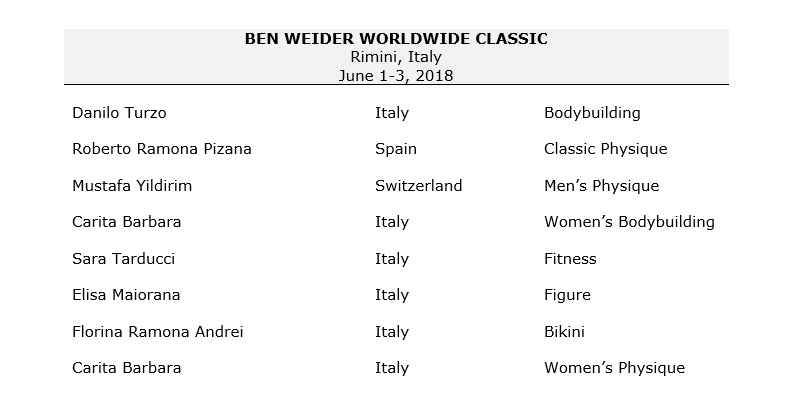 BEN WEIDER WORLDWIDE CLASSIC
Rimini, Italy
June 1-3, 2018
Danilo Turzo Italy Bodybuilding
Roberto Ramona Pizana Spain Classic Physique
Mustafa Yildirim Switzerland Men’s Physique
Carita Barbara Italy Women’s Bodybuilding
Sara Tarducci Italy Fitness
Elisa Maiorana Italy Figure
Florina Ramona Andrei Italy Bikini
Carita Barbara Italy Women’s Physique